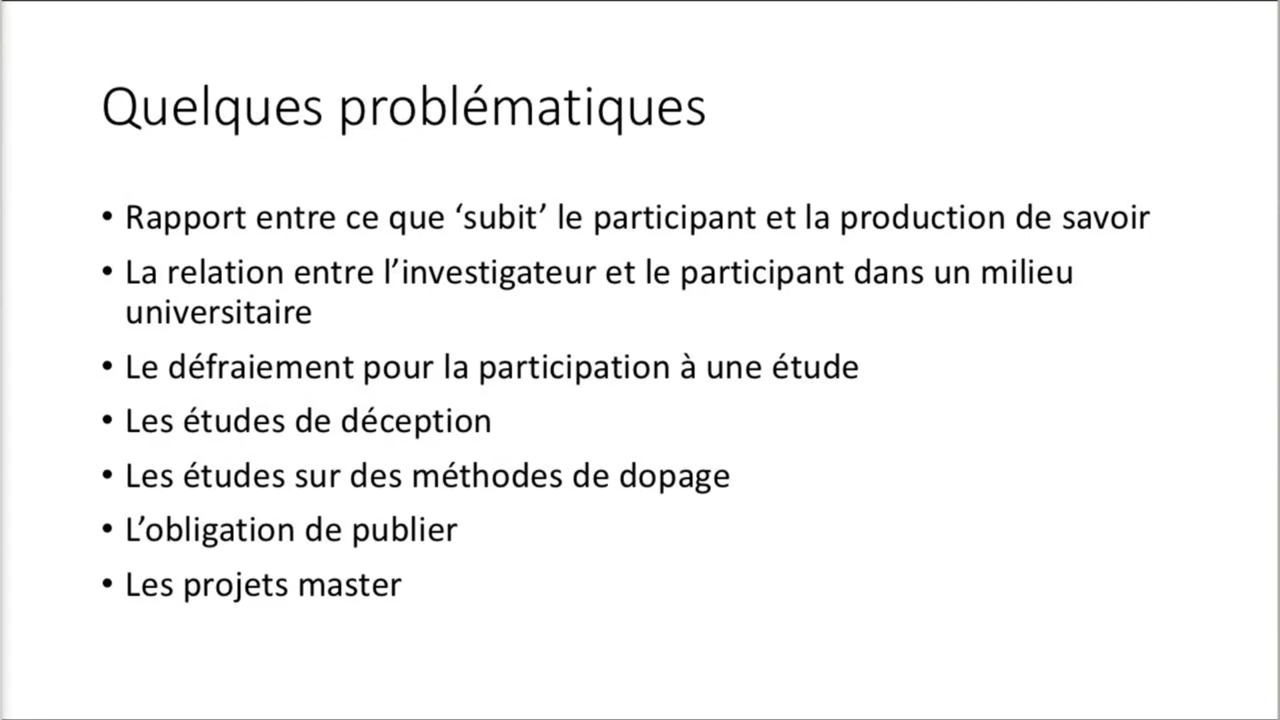 Quelques problématiques
• Rapport entre ce que ‘subit’ le participant et la production de savoir
• La relation entre l’investigateur et le participant dans un milieu
universitaire
• Le défraiement pour la participation à une étude
• Les études de déception
• Les études sur des méthodes de dopage
• L’obligation de publier
• Les projets master